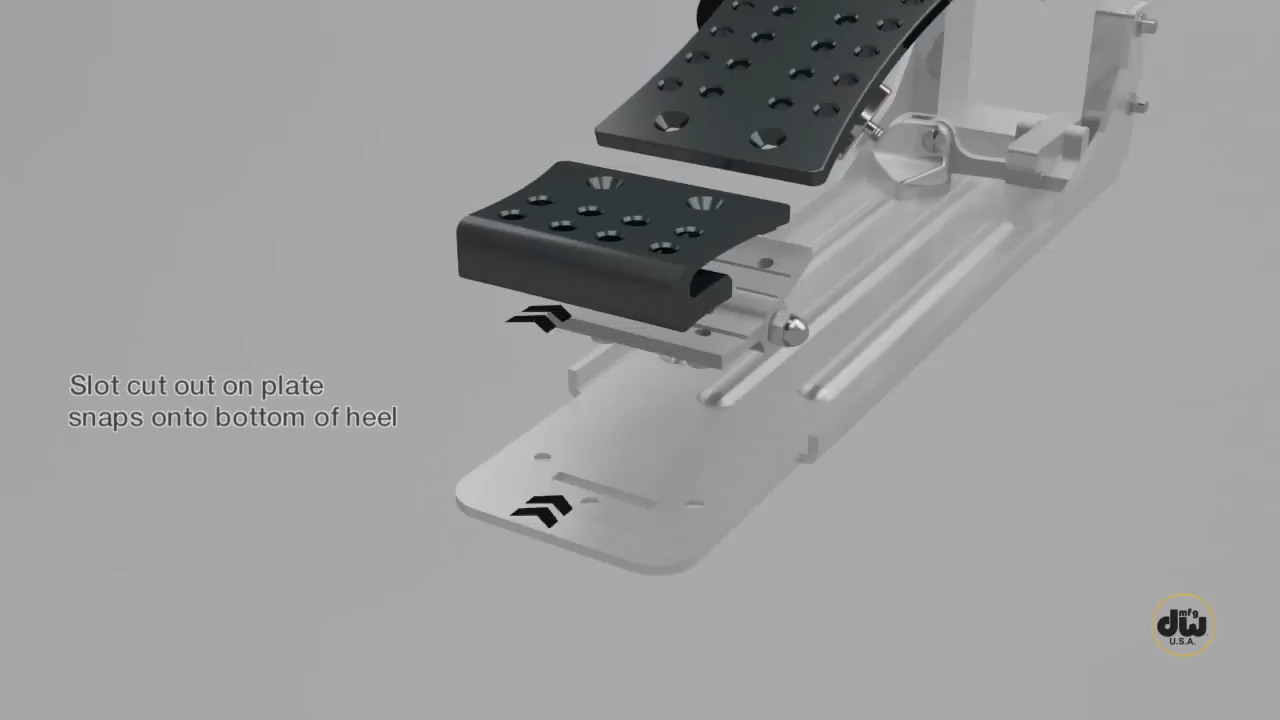 Slot cut out on plate
snaps onto bottom of heel
mfg
dw
U.S.A.